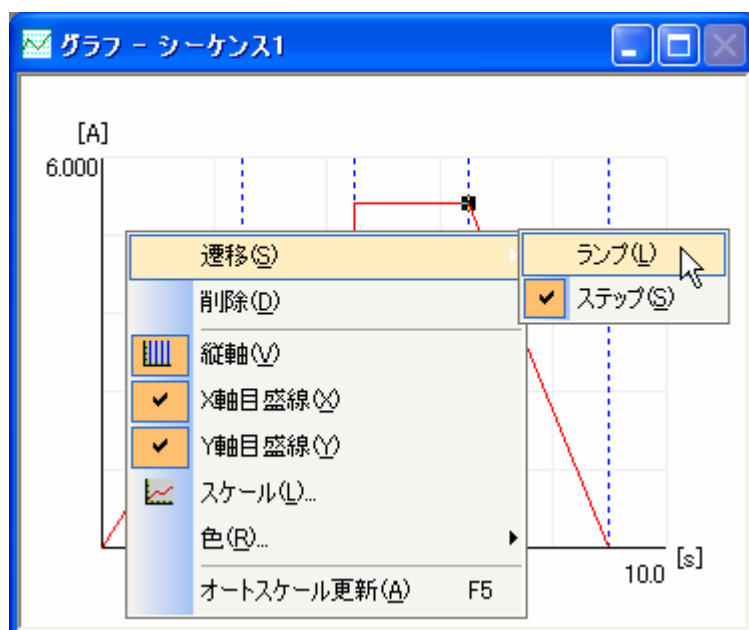 グラフ - シーケンス1
[A]
6.000
遷移(S)
ランプ(L)
削除(D)
ステップ(S)
縦軸(V)
X軸目盛線(X)
Y軸目盛線(Y)
スケール(L)...
色(R)...
オートスケール更新(A) F5
10.0 [s]